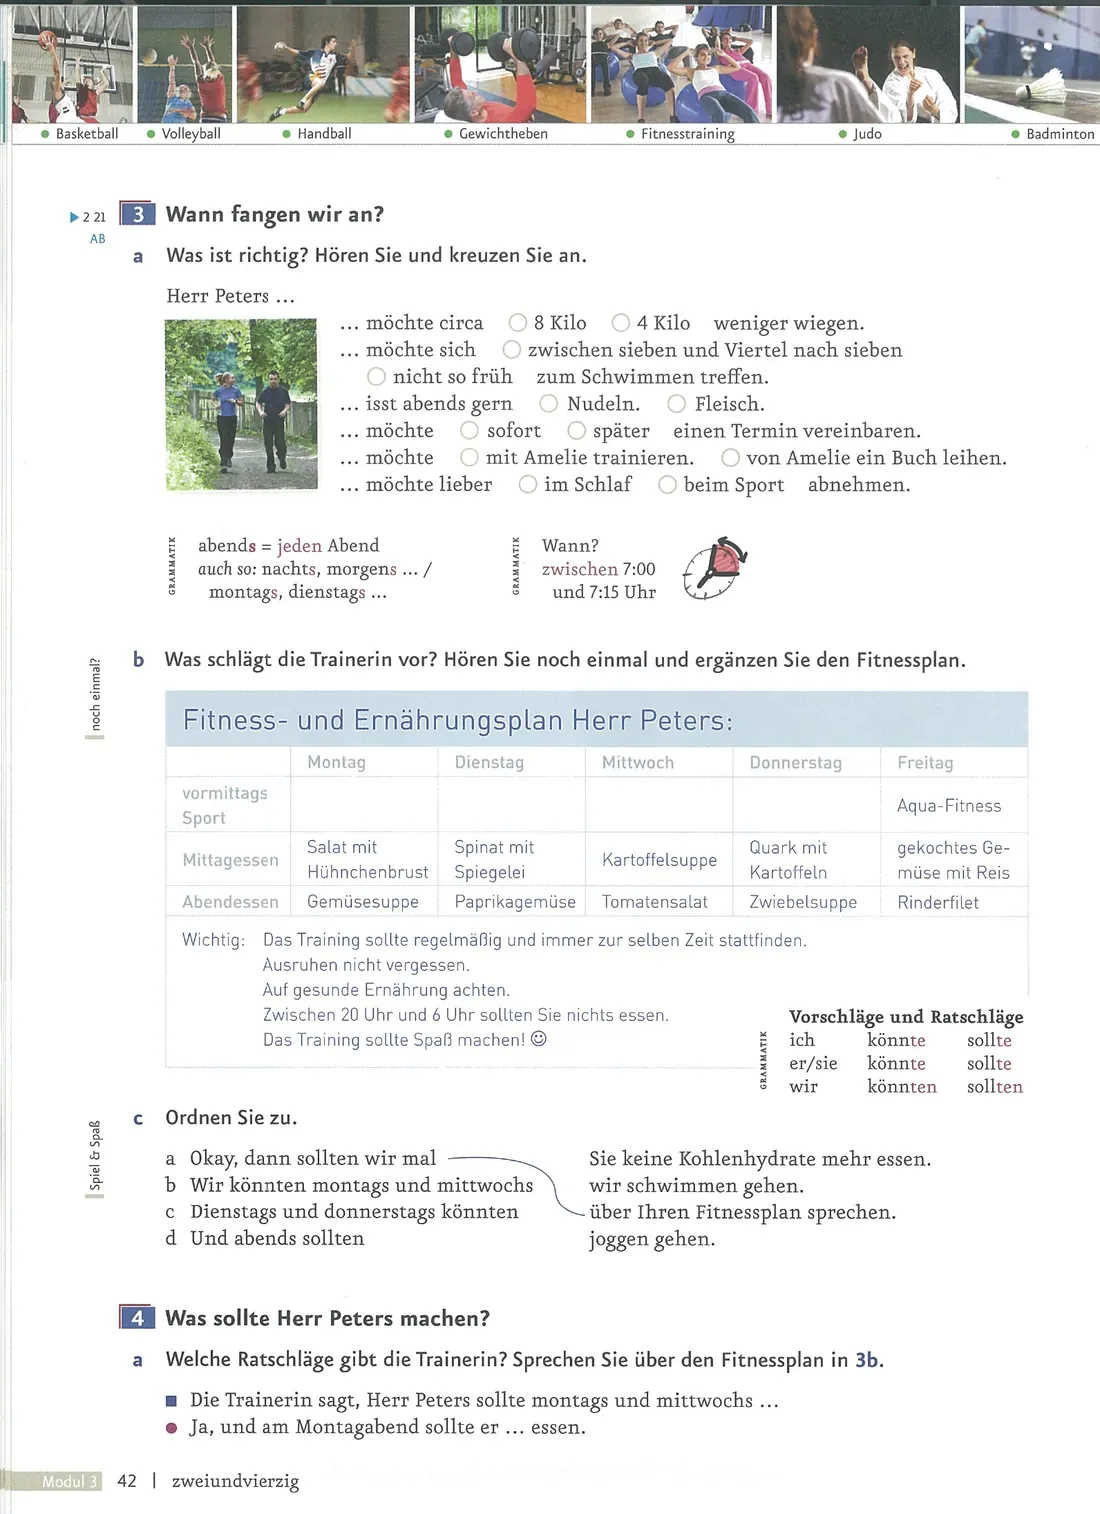 Basketball
Volleyball
Handball
Gewichtheben
Fitnesstraining
Judo
Badminton
2 21
AB
3 Wann fangen wir an?
a Was ist richtig? Hören Sie und kreuzen Sie an.
Herr Peters ...
... möchte circa 8 Kilo 4 Kilo weniger wiegen.
... möchte sich zwischen sieben und Viertel nach sieben
nicht so früh zum Schwimmen treffen.
... isst abends gern Nudeln. Fleisch.
... möchte sofort später einen Termin vereinbaren.
... möchte mit Amelie trainieren. von Amelie ein Buch leihen.
... möchte lieber im Schlaf beim Sport abnehmen.
GRAMMATIK
abends = jeden Abend
auch so: nachts, morgens ... /
montags, dienstags ...
GRAMMATIK
Wann?
zwischen 7:00
und 7:15 Uhr
noch einmal?
b Was schlägt die Trainerin vor? Hören Sie noch einmal und ergänzen Sie den Fitnessplan.
Fitness- und Ernährungsplan Herr Peters:
Montag Dienstag Mittwoch Donnerstag Freitag
vormittags
Sport
Aqua-Fitness
Mittagessen
Salat mit
Hühnchenbrust
Spinat mit
Spiegelei
Kartoffelsuppe
Quark mit
Kartoffeln
gekochtes Ge-
müse mit Reis
Abendessen Gemüsesuppe Paprikagemüse Tomatensalat Zwiebelsuppe Rinderfilet
Wichtig: Das Training sollte regelmäßig und immer zur selben Zeit stattfinden.
Ausruhen nicht vergessen.
Auf gesunde Ernährung achten.
Zwischen 20 Uhr und 6 Uhr sollten Sie nichts essen.
Das Training sollte Spaß machen! ☺
GRAMMATIK
Vorschläge und Ratschläge
ich könnte sollte
er/sie könnte sollte
wir könnten sollten
Spiel & Spaß
c Ordnen Sie zu.
a Okay, dann sollten wir mal
b Wir könnten montags und mittwochs
c Dienstags und donnerstags könnten
d Und abends sollten
Sie keine Kohlenhydrate mehr essen.
wir schwimmen gehen.
über Ihren Fitnessplan sprechen.
joggen gehen.
4 Was sollte Herr Peters machen?
a Welche Ratschläge gibt die Trainerin? Sprechen Sie über den Fitnessplan in 3b.
Die Trainerin sagt, Herr Peters sollte montags und mittwochs ...
Ja, und am Montagabend sollte er ... essen.
Modul 3 42 | zweiundvierzig